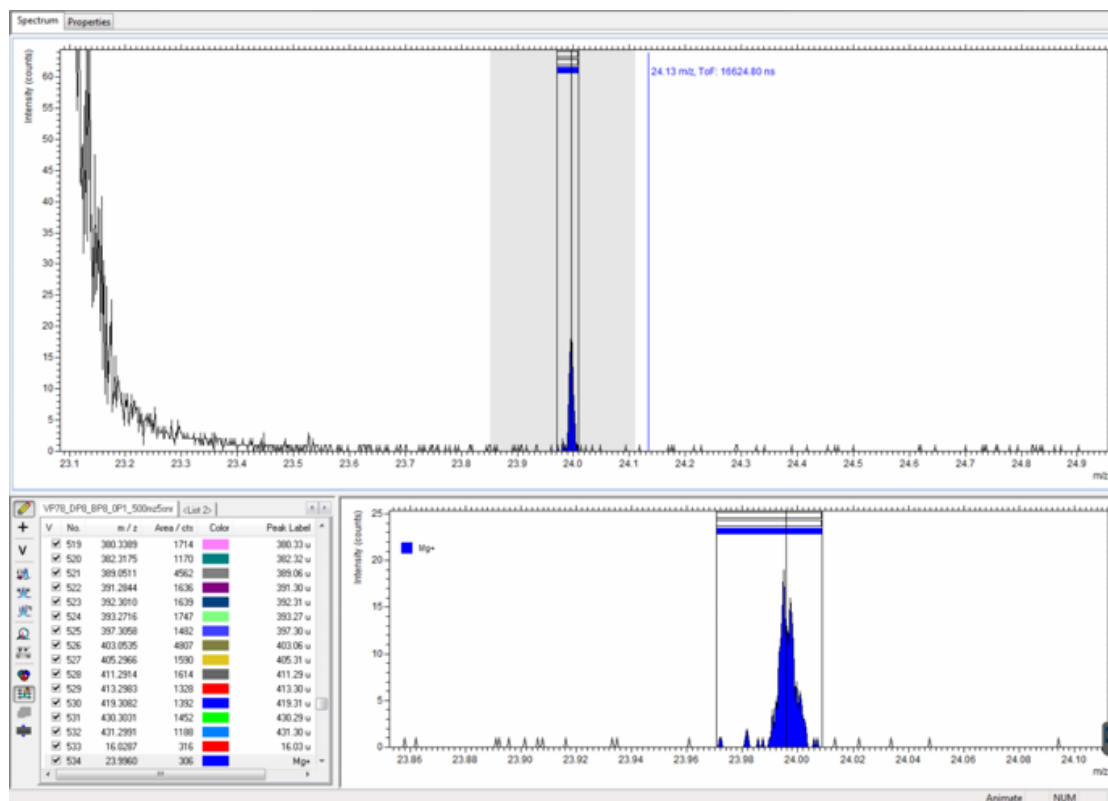 Spectrum Properties
Intensity (counts)
60
55
50
45
40
35
30
25
20
15
10
5
0
24.13 m/z, ToF: 16624.80 ns
23.1 23.2 23.3 23.4 23.5 23.6 23.7 23.8 23.9 24.0 24.1 24.2 24.3 24.4 24.5 24.6 24.7 24.8 24.9
m/z
<List 2>
V No. m / z Area / cts Color Peak Label
519 380.3389 1714 380.33 u
520 382.3175 1170 382.32 u
521 389.0511 4562 389.06 u
522 391.2844 1636 391.30 u
523 392.3010 1639 392.31 u
524 393.2716 1747 393.27 u
525 397.3058 1482 397.30 u
526 403.0535 4807 403.06 u
527 405.2966 1590 405.31 u
528 411.2914 1614 411.29 u
529 413.2983 1328 413.30 u
530 419.3082 1392 419.31 u
531 430.3031 1452 430.29 u
532 431.2991 1188 431.30 u
533 16.0287 316 16.03 u
534 23.9960 306 Mg+
V
Intensity (counts)
25
20
15
10
5
0
Mg+
23.86 23.88 23.90 23.92 23.94 23.96 23.98 24.00 24.02 24.04 24.06 24.08 24.10
m/z
Animate NUM